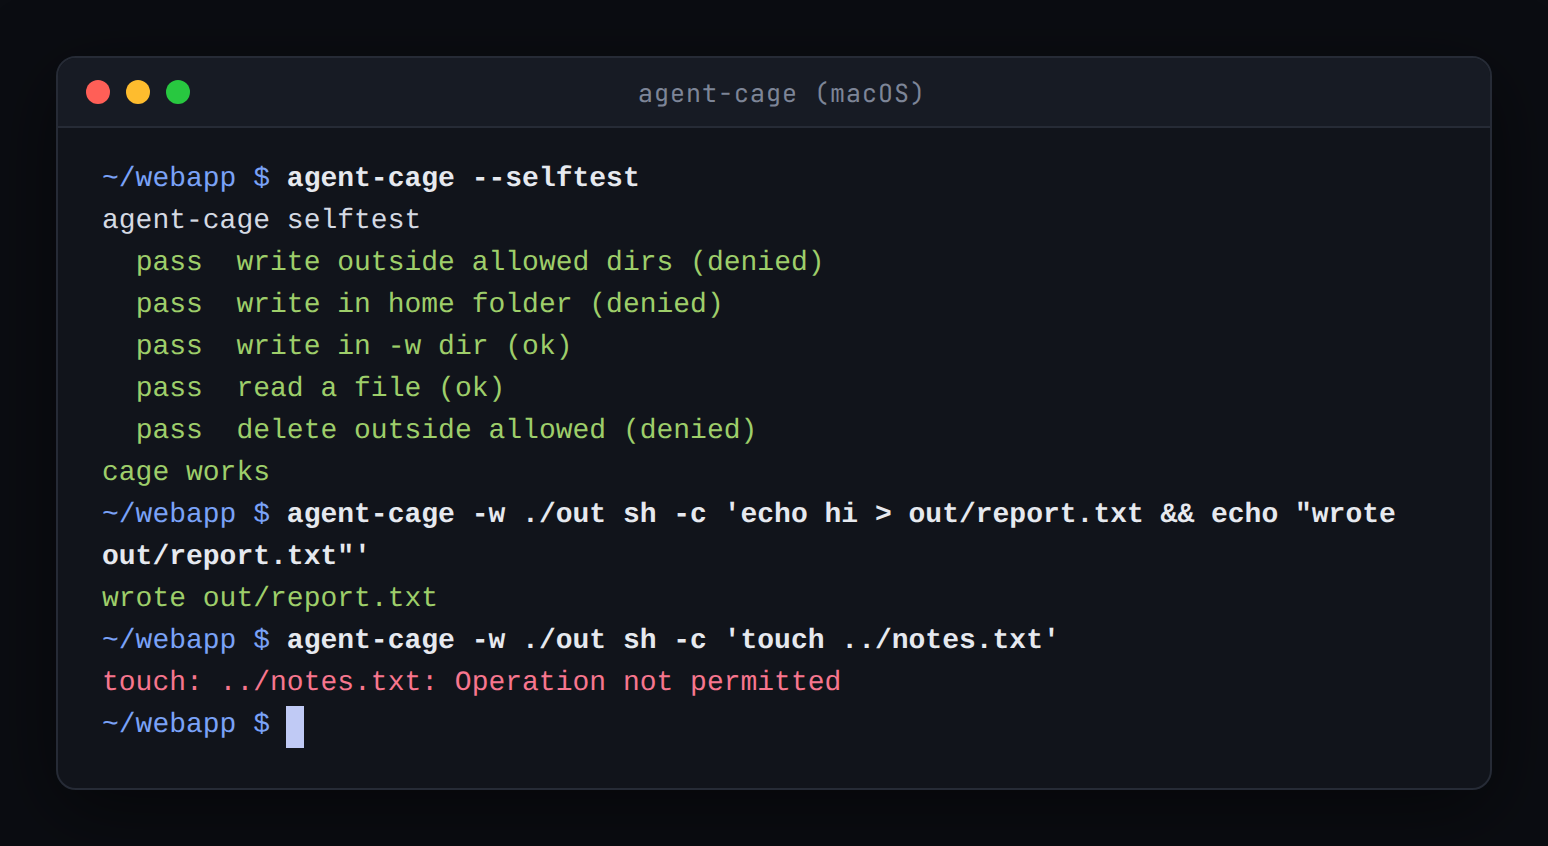 agent-cage (macOS)
~/webapp $ agent-cage --selftest
agent-cage selftest
  pass  write outside allowed dirs (denied)
  pass  write in home folder (denied)
  pass  write in -w dir (ok)
  pass  read a file (ok)
  pass  delete outside allowed (denied)
cage works
~/webapp $ agent-cage -w ./out sh -c 'echo hi > out/report.txt && echo "wrote
out/report.txt"'
wrote out/report.txt
~/webapp $ agent-cage -w ./out sh -c 'touch ../notes.txt'
touch: ../notes.txt: Operation not permitted
~/webapp $